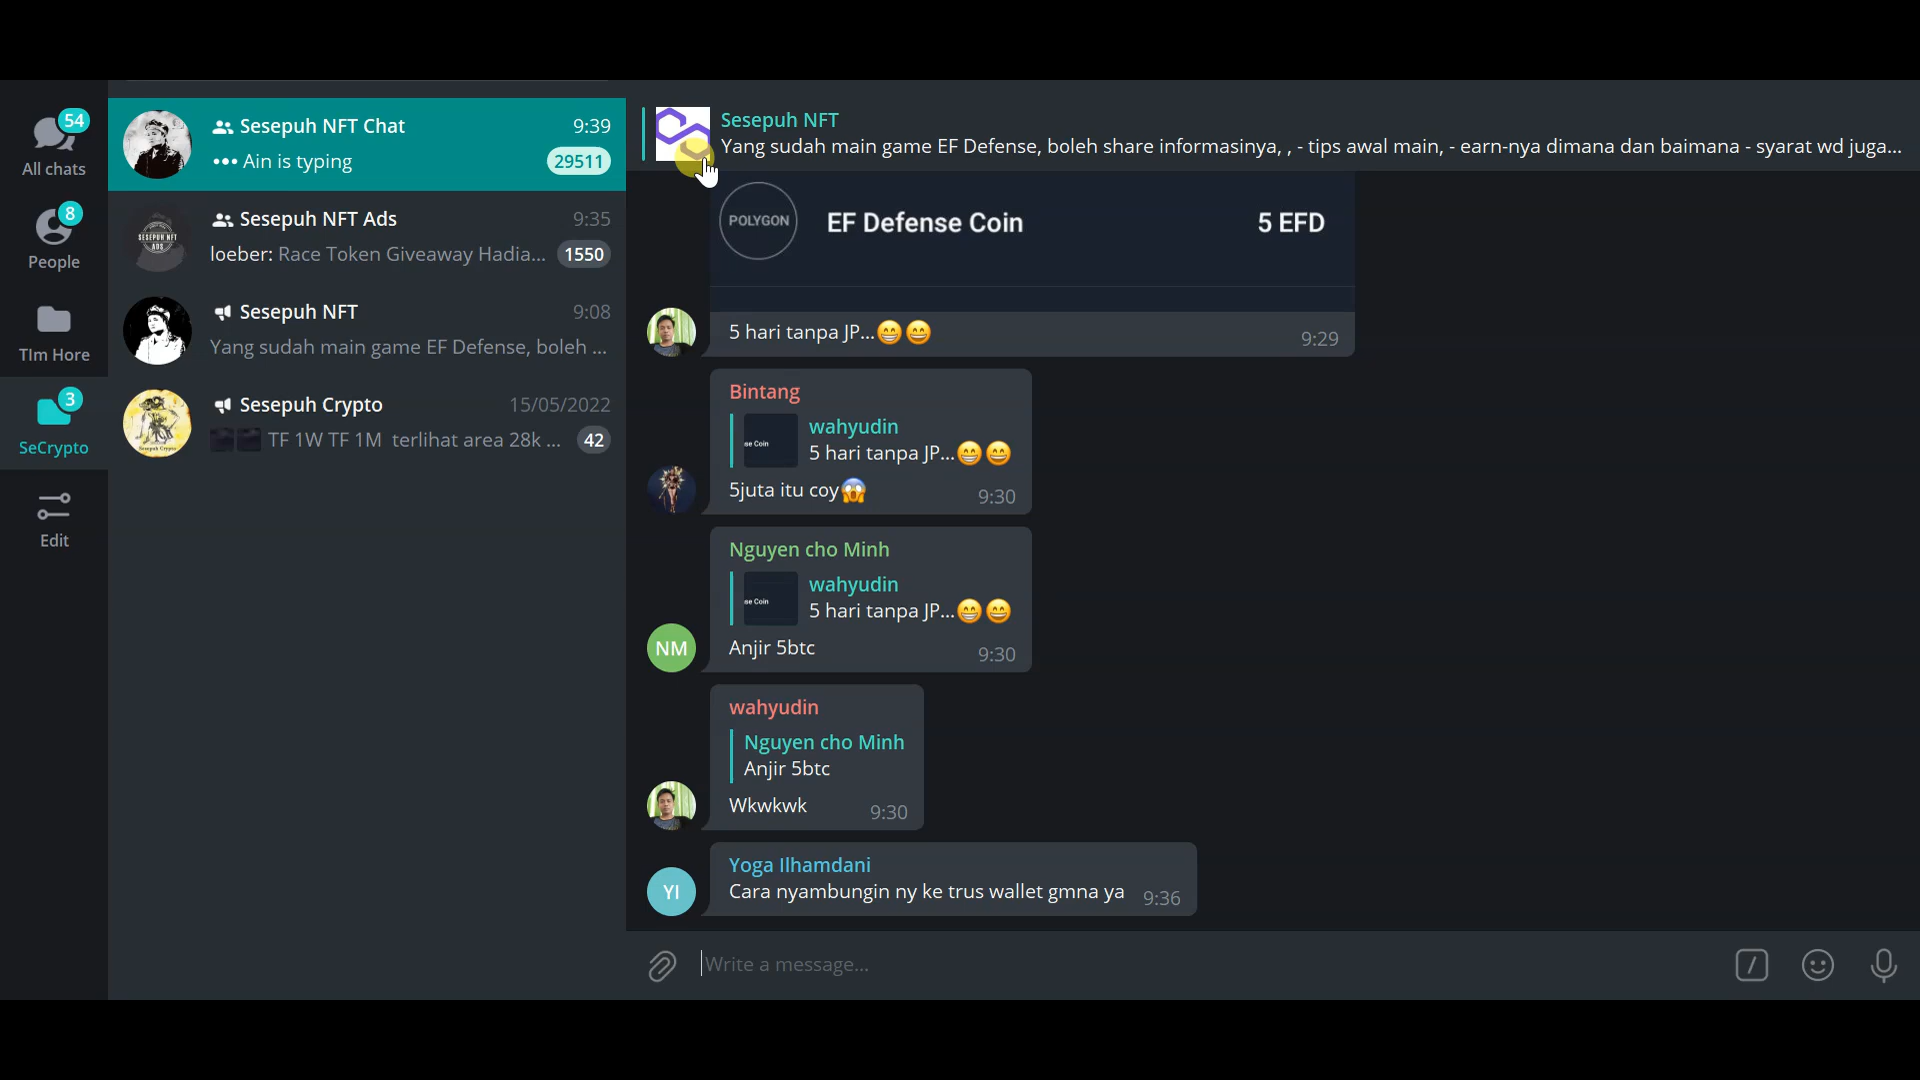 54
All chats
8
People
TIm Hore
3
SeCrypto
Edit
Sesepuh NFT Chat 9:39
Ain is typing 29511
Sesepuh NFT Ads 9:35
loeber: Race Token Giveaway Hadia... 1550
SESEPUH NFT
ADS
Sesepuh NFT 9:08
Yang sudah main game EF Defense, boleh ...
Sesepuh Crypto 15/05/2022
TF 1W TF 1M terlihat area 28k ... 42
Sesepuh NFT
Yang sudah main game EF Defense, boleh share informasinya, , - tips awal main, - earn-nya dimana dan baimana - syarat wd juga...
POLYGON EF Defense Coin 5 EFD
5 hari tanpa JP...😁😄 9:29
Bintang
wahyudin
se Coin
5 hari tanpa JP...😁😄
5juta itu coy😱 9:30
Nguyen cho Minh
wahyudin
se Coin
5 hari tanpa JP...😁😄
NM
Anjir 5btc 9:30
wahyudin
Nguyen cho Minh
Anjir 5btc
Wkwkwk 9:30
Yoga Ilhamdani
YI
Cara nyambungin ny ke trus wallet gmna ya 9:36
Write a message...